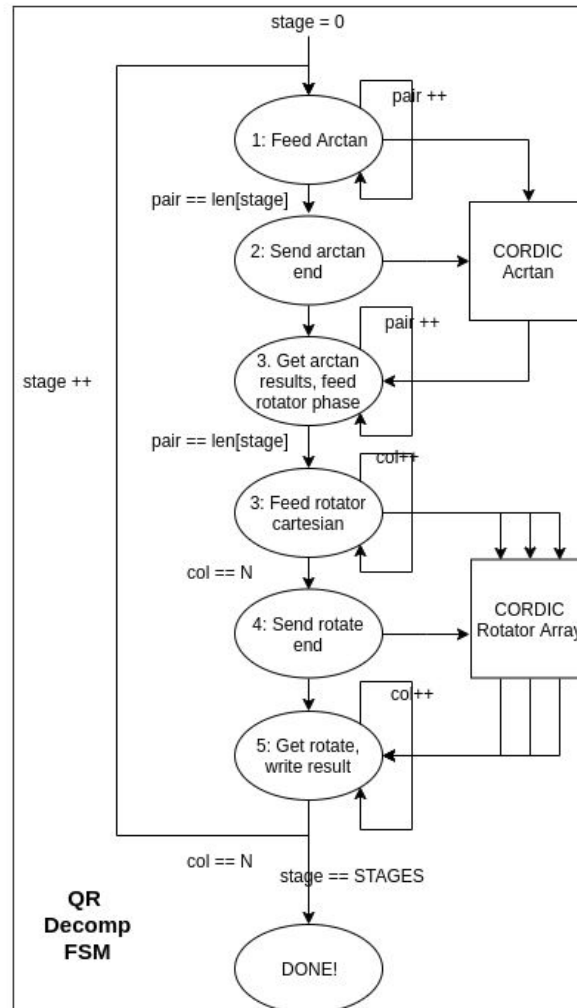 stage = 0
pair ++
1: Feed Arctan
pair == len[stage]
CORDIC
Acrtan
2: Send arctan
end
pair ++
stage ++
3. Get arctan
results, feed
rotator phase
pair == len[stage]
col++
3: Feed rotator
cartesian
col == N
CORDIC
Rotator Array
4: Send rotate
end
col++
5: Get rotate,
write result
col == N
stage == STAGES
QR
Decomp
FSM
DONE!